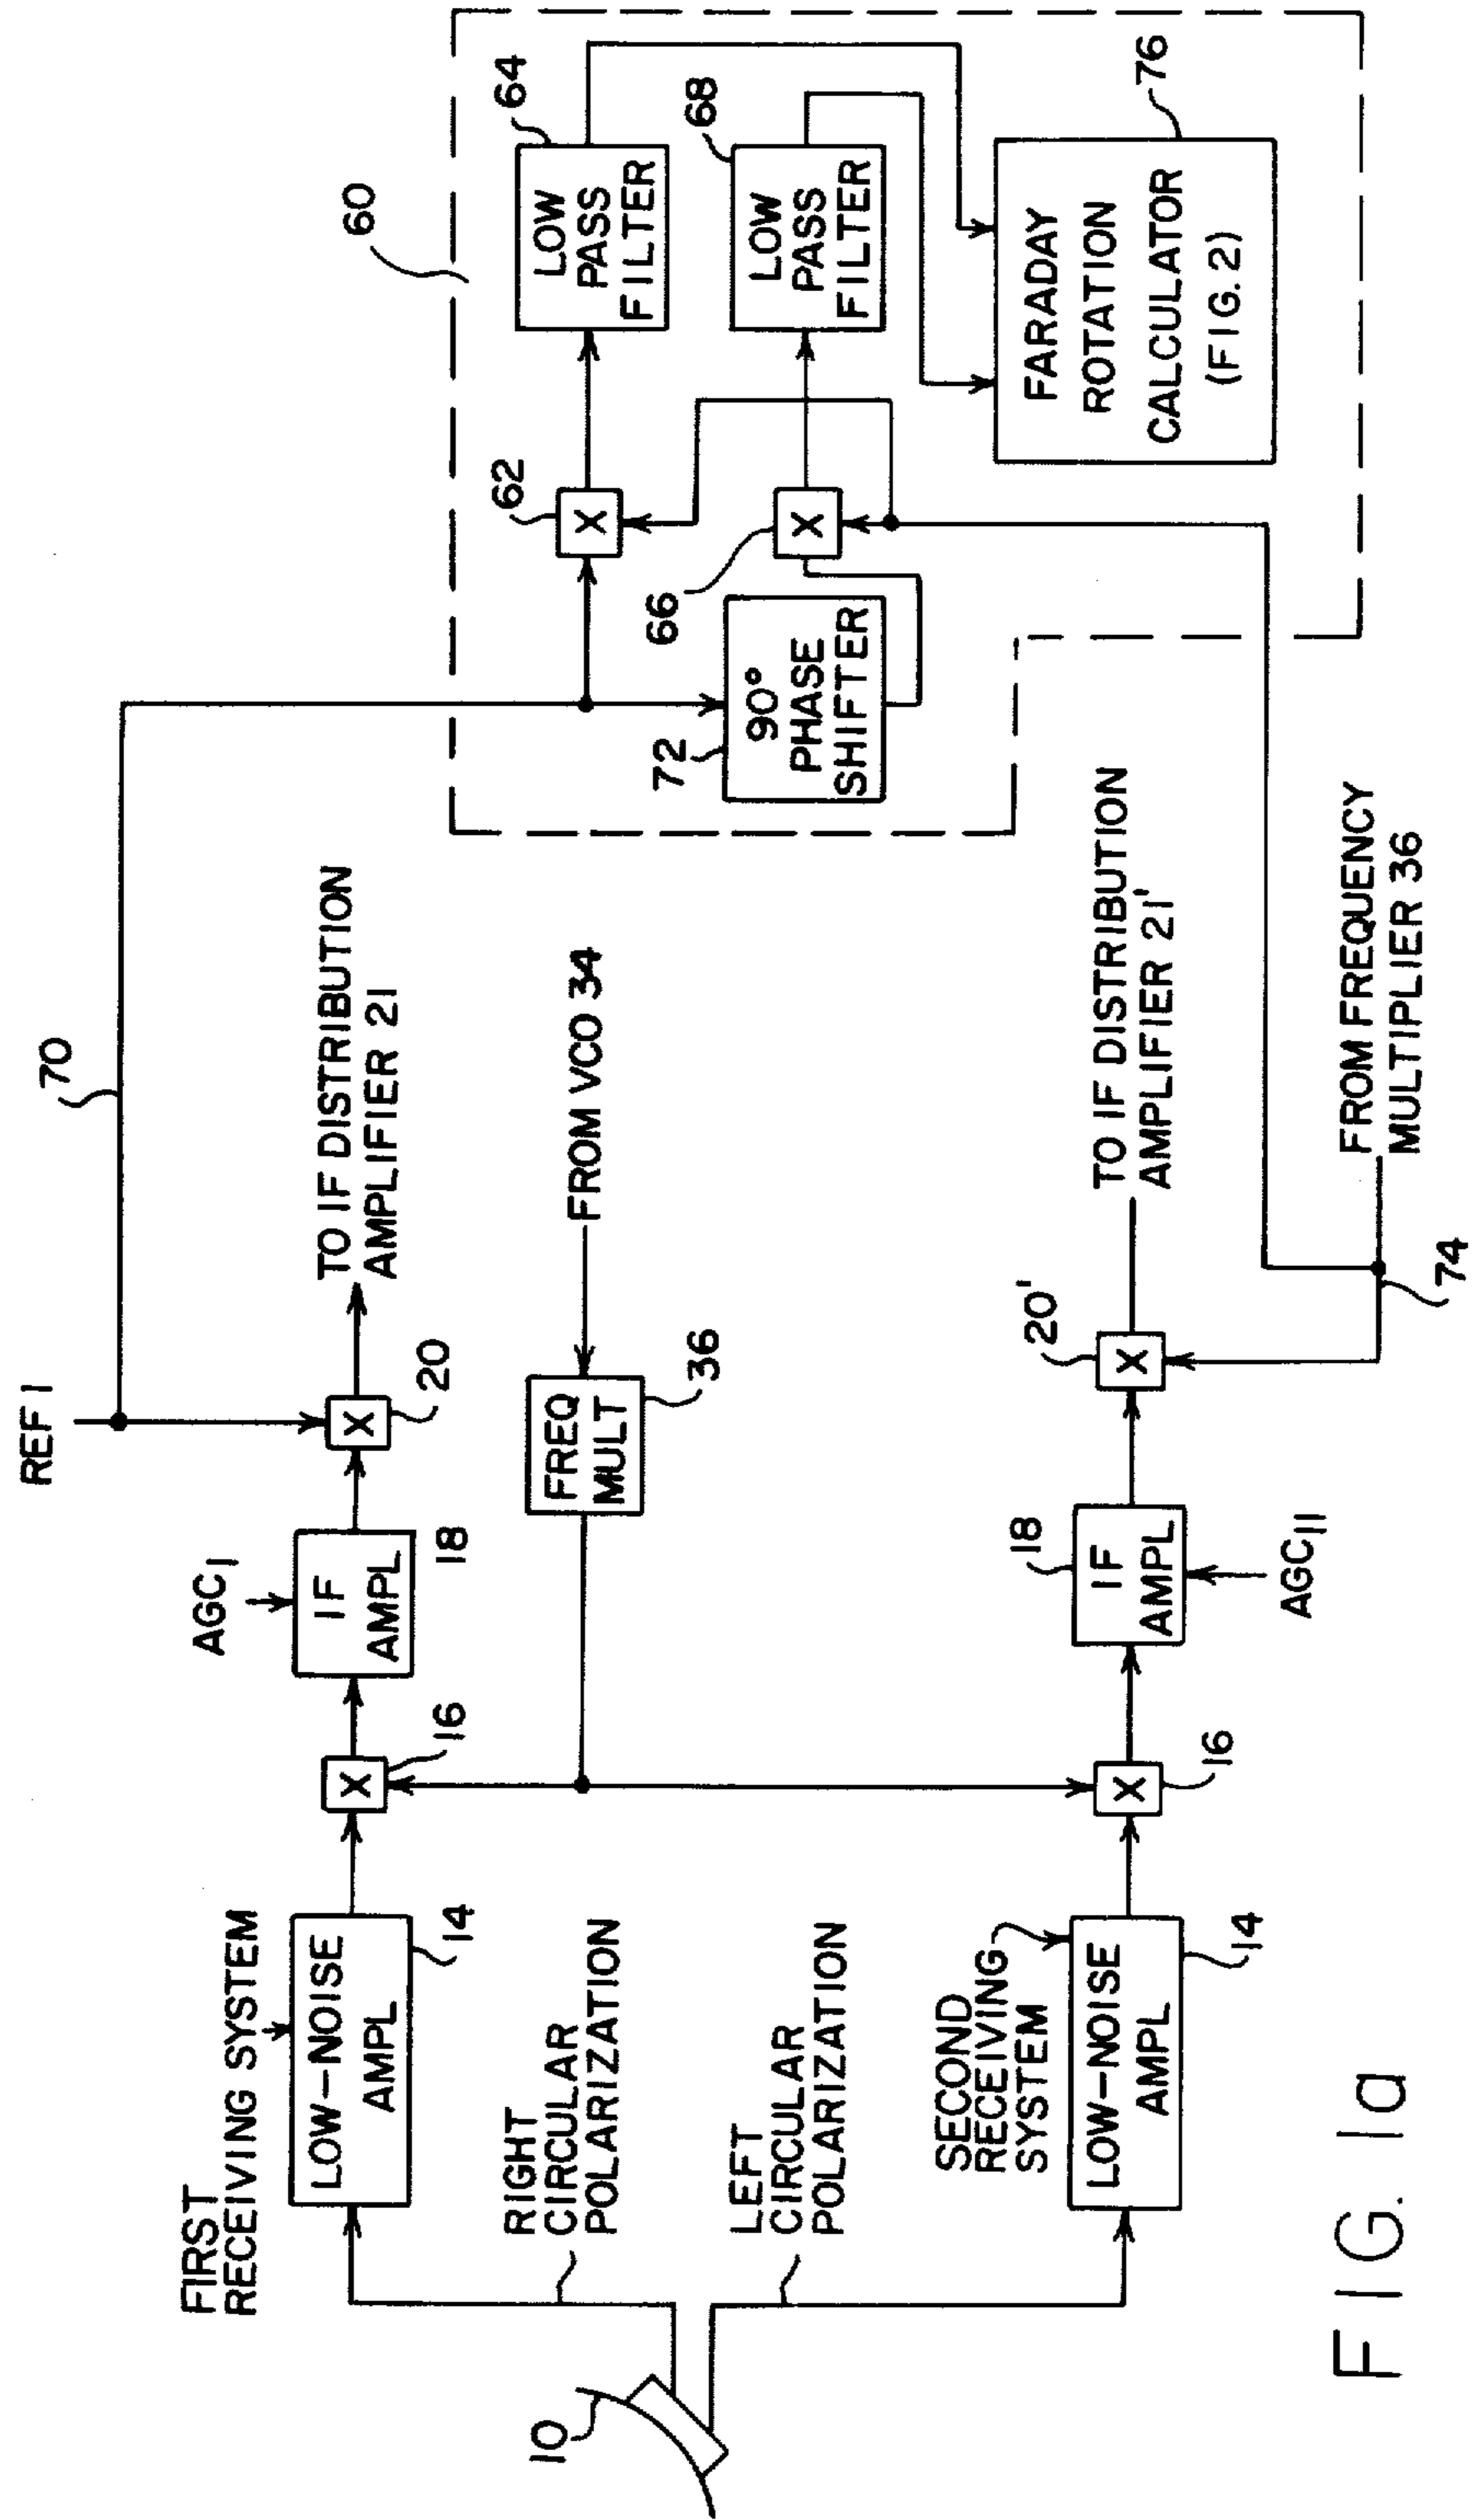 FIRST
RECEIVING SYSTEM
LOW-NOISE
AMPL
14
16
AGC I
IF
AMPL
18
REF I
20
70
TO IF DISTRIBUTION
AMPLIFIER 21
10
RIGHT
CIRCULAR
POLARIZATION
LEFT
CIRCULAR
POLARIZATION
FREQ
MULT
36
FROM VCO 34
SECOND
RECEIVING
SYSTEM
LOW-NOISE
AMPL
14
16
18
IF
AMPL
AGC II
20'
TO IF DISTRIBUTION
AMPLIFIER 21'
74
FROM FREQUENCY
MULTIPLIER 36
60
62
64
LOW
PASS
FILTER
72
90°
PHASE
SHIFTER
66
68
LOW
PASS
FILTER
76
FARADAY
ROTATION
CALCULATOR
(FIG. 2)
X
X
X
X
X
X
FIG. 1a